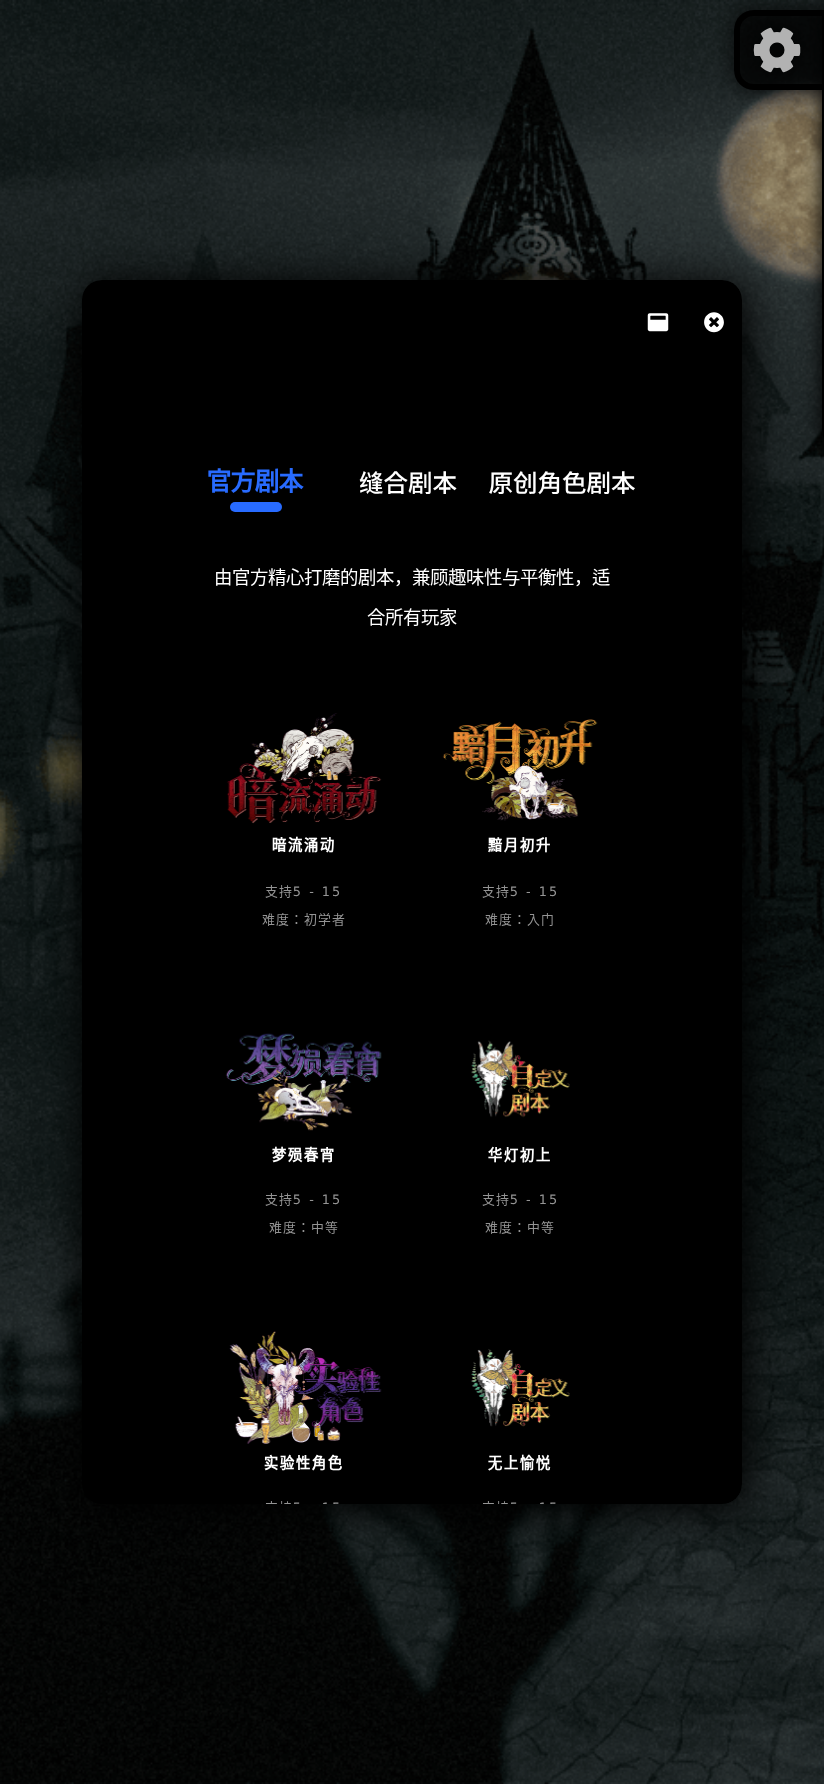 官方剧本 缝合剧本 原创角色剧本
由官方精心打磨的剧本，兼顾趣味性与平衡性，适
合所有玩家
暗流涌动
黯月初升
暗流涌动 黯月初升
支持5 - 15 支持5 - 15
难度：初学者 难度：入门
梦殒春宵
自定义
剧本
梦殒春宵 华灯初上
支持5 - 15 支持5 - 15
难度：中等 难度：中等
实验性
角色
自定义
剧本
实验性角色 无上愉悦